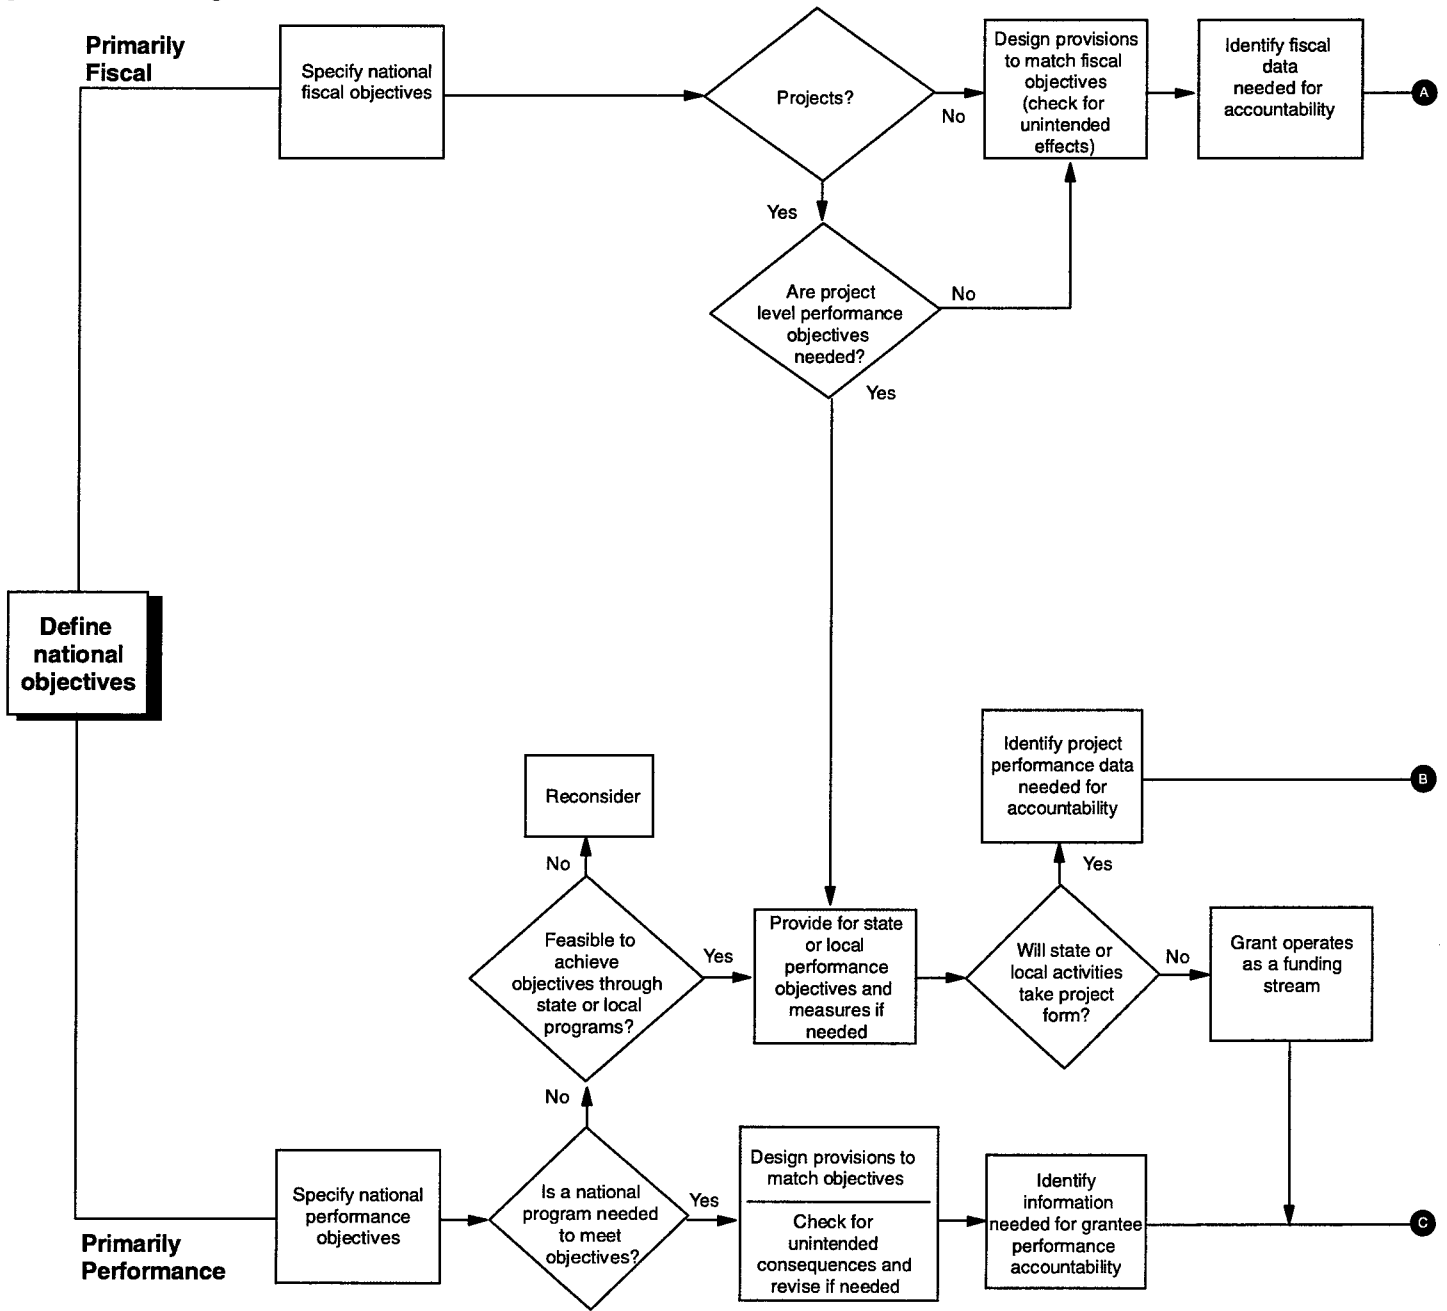 Primarily
Fiscal
Specify national
fiscal objectives
Projects?
No
Design provisions
to match fiscal
objectives
(check for
unintended
effects)
Identify fiscal
data
needed for
accountability
A
Yes
Are project
level performance
objectives
needed?
No
Yes
Define
national
objectives
Reconsider
No
Feasible to
achieve
objectives through
state or local
programs?
Yes
Provide for state
or local
performance
objectives and
measures if
needed
Identify project
performance data
needed for
accountability
B
Yes
Will state or
local activities
take project
form?
No
Grant operates
as a funding
stream
No
Primarily
Performance
Specify national
performance
objectives
Is a national
program needed
to meet
objectives?
Yes
Design provisions to
match objectives
Check for
unintended
consequences and
revise if needed
Identify
information
needed for grantee
performance
accountability
C